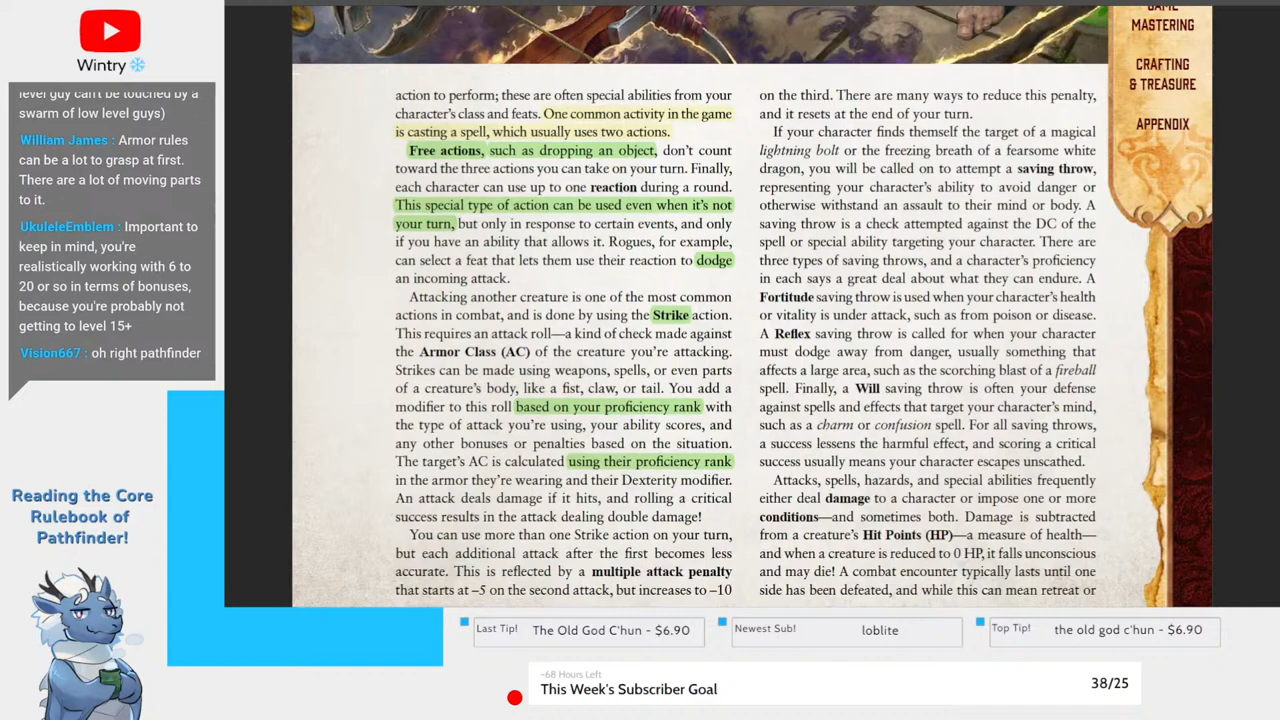 Wintry
level guy can't be touched by a
swarm of low level guys)
William James : Armor rules
can be a lot to grasp at first.
There are a lot of moving parts
to it.
UkuleleEmblem : Important to
keep in mind, you're
realistically working with 6 to
20 or so in terms of bonuses,
because you're probably not
getting to level 15+
Vision667 : oh right pathfinder
Reading the Core
Rulebook of
Pathfinder!
action to perform; these are often special abilities from your
character's class and feats. One common activity in the game
is casting a spell, which usually uses two actions.
Free actions, such as dropping an object, don't count
toward the three actions you can take on your turn. Finally,
each character can use up to one reaction during a round.
This special type of action can be used even when it's not
your turn, but only in response to certain events, and only
if you have an ability that allows it. Rogues, for example,
can select a feat that lets them use their reaction to dodge
an incoming attack.
Attacking another creature is one of the most common
actions in combat, and is done by using the Strike action.
This requires an attack roll—a kind of check made against
the Armor Class (AC) of the creature you're attacking.
Strikes can be made using weapons, spells, or even parts
of a creature's body, like a fist, claw, or tail. You add a
modifier to this roll based on your proficiency rank with
the type of attack you're using, your ability scores, and
any other bonuses or penalties based on the situation.
The target's AC is calculated using their proficiency rank
in the armor they're wearing and their Dexterity modifier.
An attack deals damage if it hits, and rolling a critical
success results in the attack dealing double damage!
You can use more than one Strike action on your turn,
but each additional attack after the first becomes less
accurate. This is reflected by a multiple attack penalty
that starts at –5 on the second attack, but increases to –10
on the third. There are many ways to reduce this penalty,
and it resets at the end of your turn.
If your character finds themself the target of a magical
lightning bolt or the freezing breath of a fearsome white
dragon, you will be called on to attempt a saving throw,
representing your character's ability to avoid danger or
otherwise withstand an assault to their mind or body. A
saving throw is a check attempted against the DC of the
spell or special ability targeting your character. There are
three types of saving throws, and a character's proficiency
in each says a great deal about what they can endure. A
Fortitude saving throw is used when your character's health
or vitality is under attack, such as from poison or disease.
A Reflex saving throw is called for when your character
must dodge away from danger, usually something that
affects a large area, such as the scorching blast of a fireball
spell. Finally, a Will saving throw is often your defense
against spells and effects that target your character's mind,
such as a charm or confusion spell. For all saving throws,
a success lessens the harmful effect, and scoring a critical
success usually means your character escapes unscathed.
Attacks, spells, hazards, and special abilities frequently
either deal damage to a character or impose one or more
conditions—and sometimes both. Damage is subtracted
from a creature's Hit Points (HP)—a measure of health—
and when a creature is reduced to 0 HP, it falls unconscious
and may die! A combat encounter typically lasts until one
side has been defeated, and while this can mean retreat or
GAME
MASTERING
CRAFTING
& TREASURE
APPENDIX
Last Tip! The Old God C'hun - $6.90
Newest Sub! loblite
Top Tip! the old god c'hun - $6.90
~68 Hours Left
This Week's Subscriber Goal
38/25